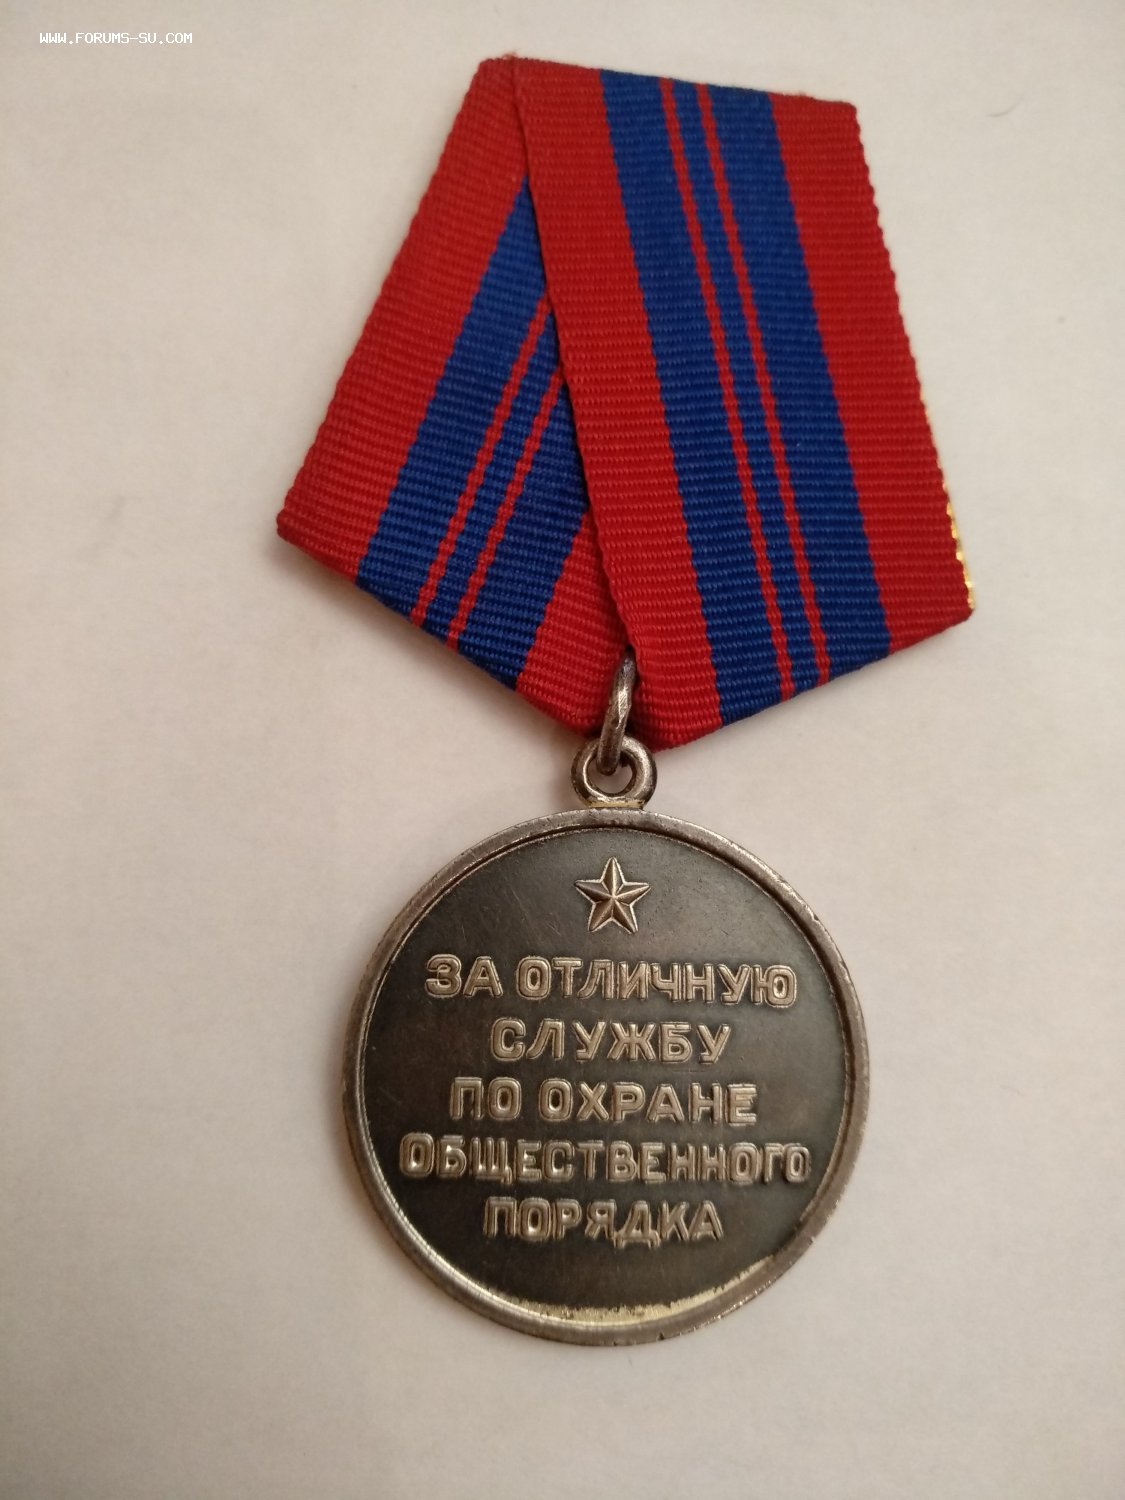 WWW.FORUMS-SU.COM
ЗА ОТЛИЧНУЮ
СЛУЖБУ
ПО ОХРАНЕ
ОБЩЕСТВЕННОГО
ПОРЯДКА